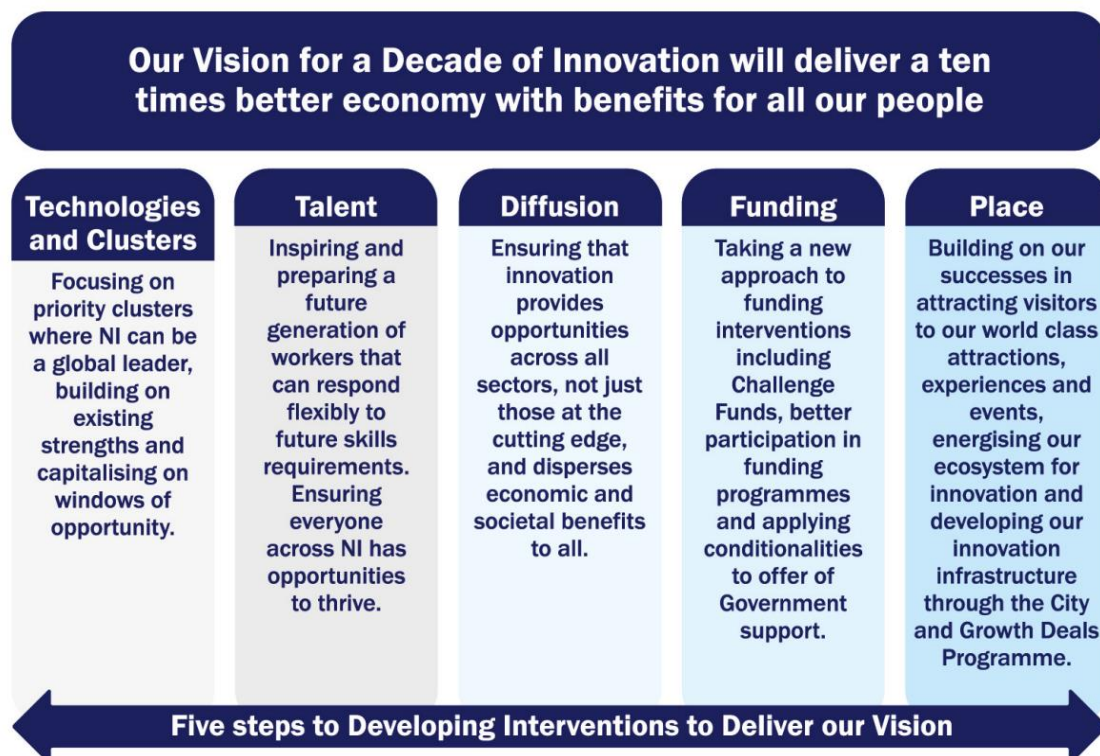 Our Vision for a Decade of Innovation will deliver a ten
times better economy with benefits for all our people
Technologies
and Clusters
Focusing on
priority clusters
where NI can be
a global leader,
building on
existing
strengths and
capitalising on
windows of
opportunity.
Talent
Inspiring and
preparing a
future
generation of
workers that
can respond
flexibly to
future skills
requirements.
Ensuring
everyone
across NI has
opportunities
to thrive.
Diffusion
Ensuring that
innovation
provides
opportunities
across all
sectors, not just
those at the
cutting edge,
and disperses
economic and
societal benefits
to all.
Funding
Taking a new
approach to
funding
interventions
including
Challenge
Funds, better
participation in
funding
programmes
and applying
conditionalities
to offer of
Government
support.
Place
Building on our
successes in
attracting visitors
to our world class
attractions,
experiences and
events,
energising our
ecosystem for
innovation and
developing our
innovation
infrastructure
through the City
and Growth Deals
Programme.
Five steps to Developing Interventions to Deliver our Vision